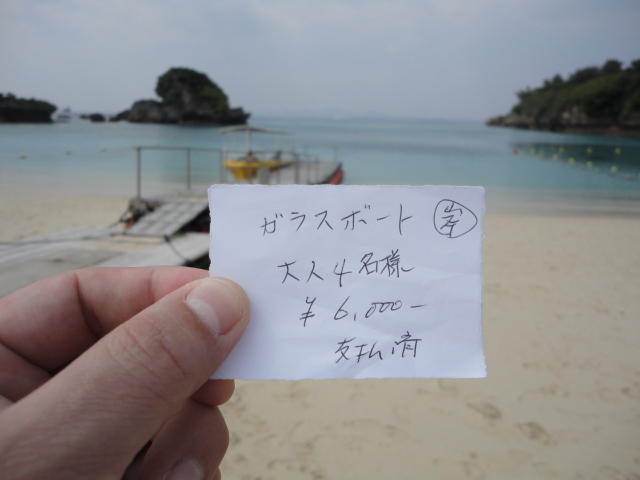 ガラスボート
大人4名様
¥6,000-
支払済